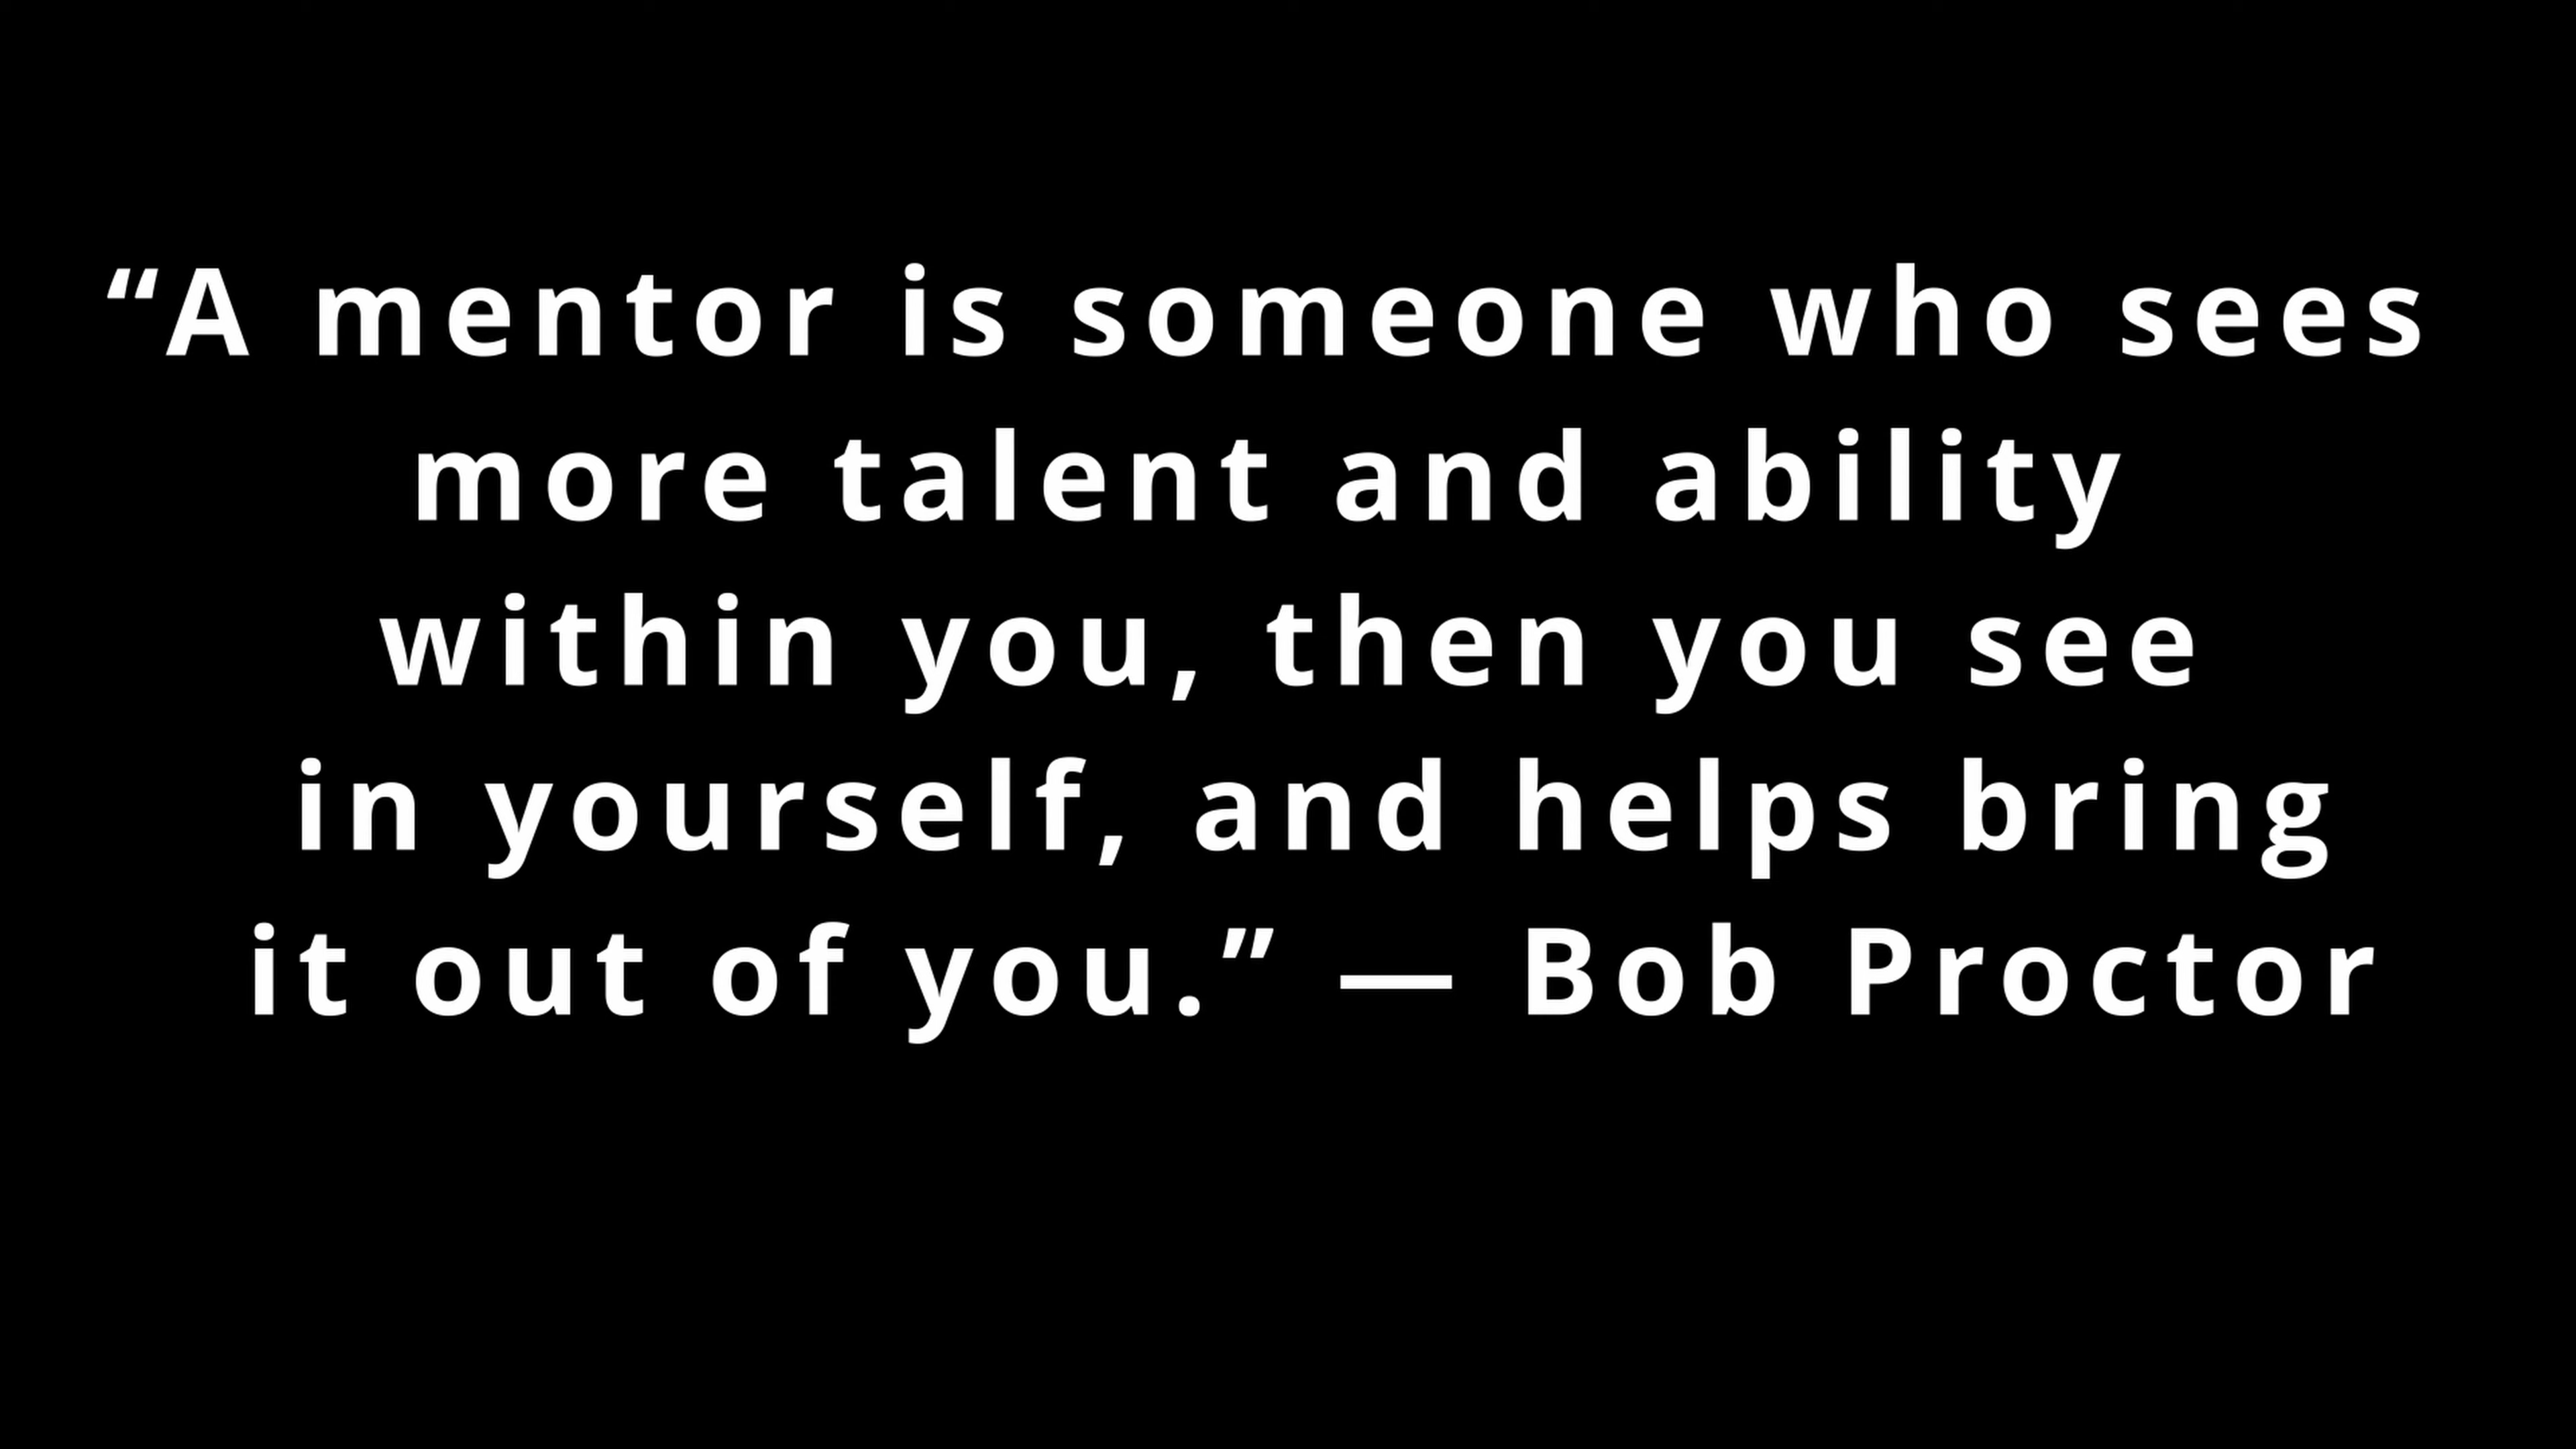 “A mentor is someone who sees
more talent and ability
within you, then you see
in yourself, and helps bring
it out of you.” — Bob Proctor